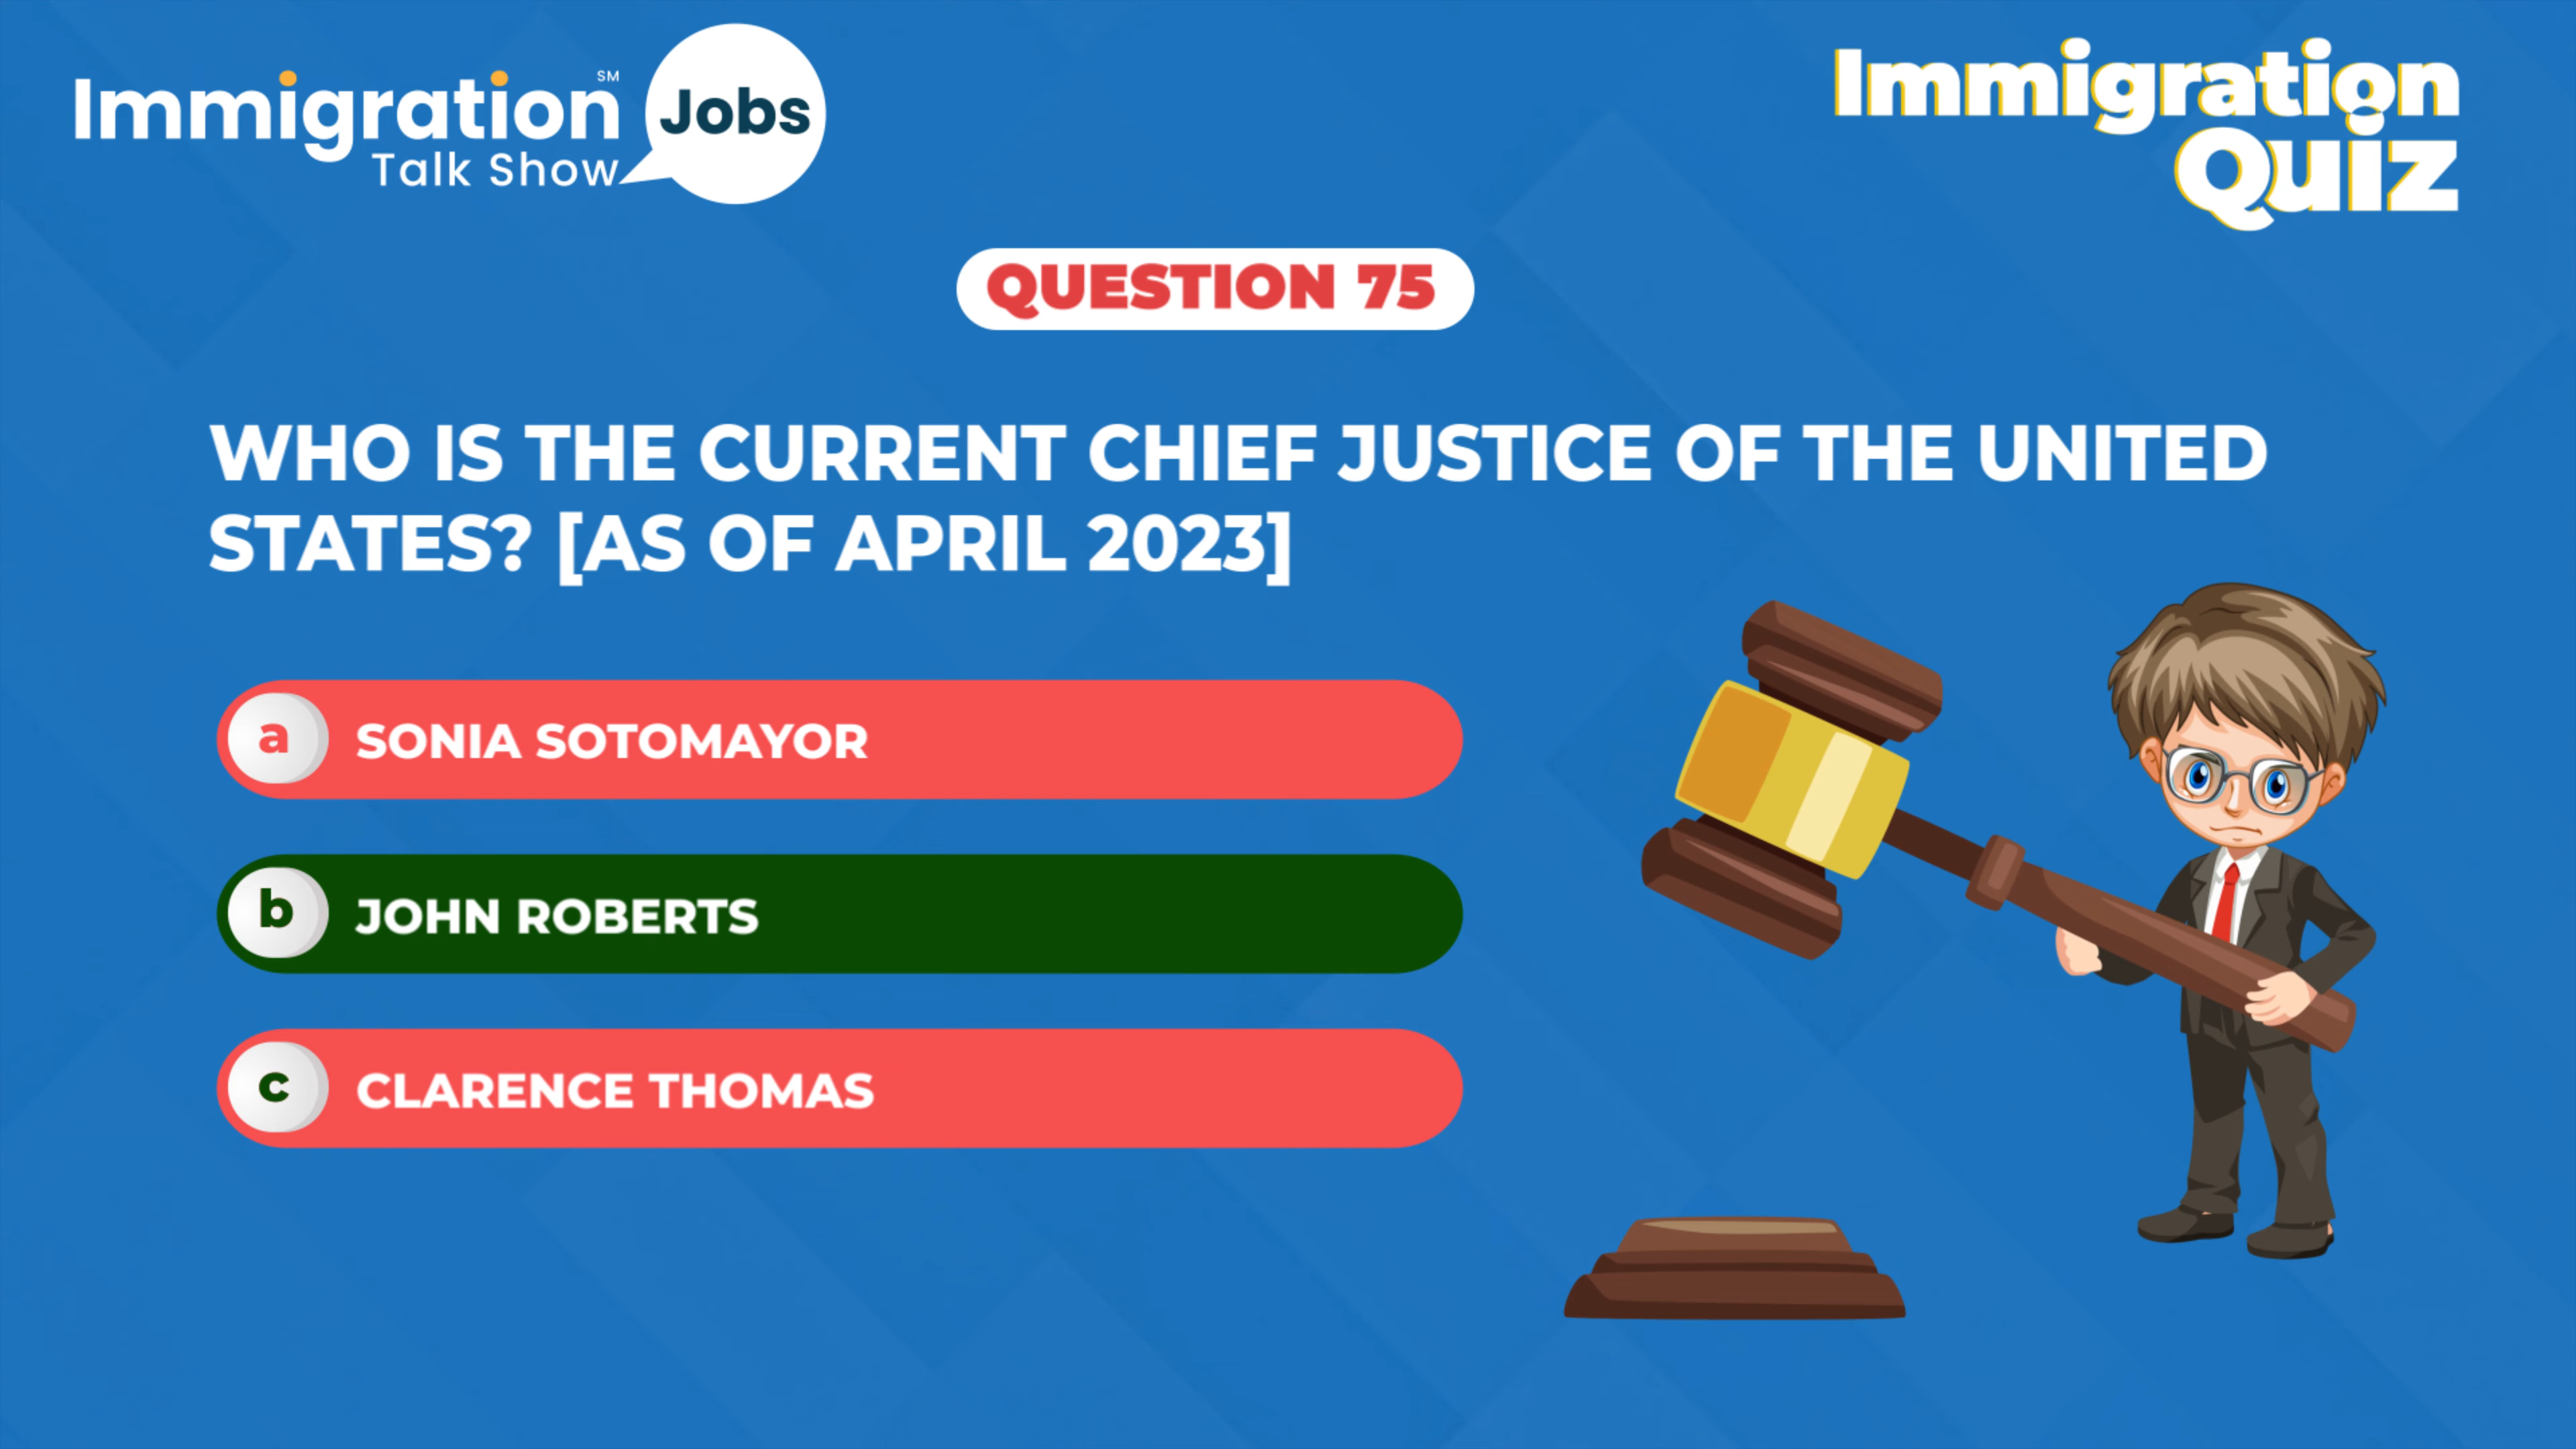 Immigration SM
Talk Show
Jobs
Immigration
Quiz
QUESTION 75
WHO IS THE CURRENT CHIEF JUSTICE OF THE UNITED
STATES? [AS OF APRIL 2023]
a SONIA SOTOMAYOR
b JOHN ROBERTS
c CLARENCE THOMAS